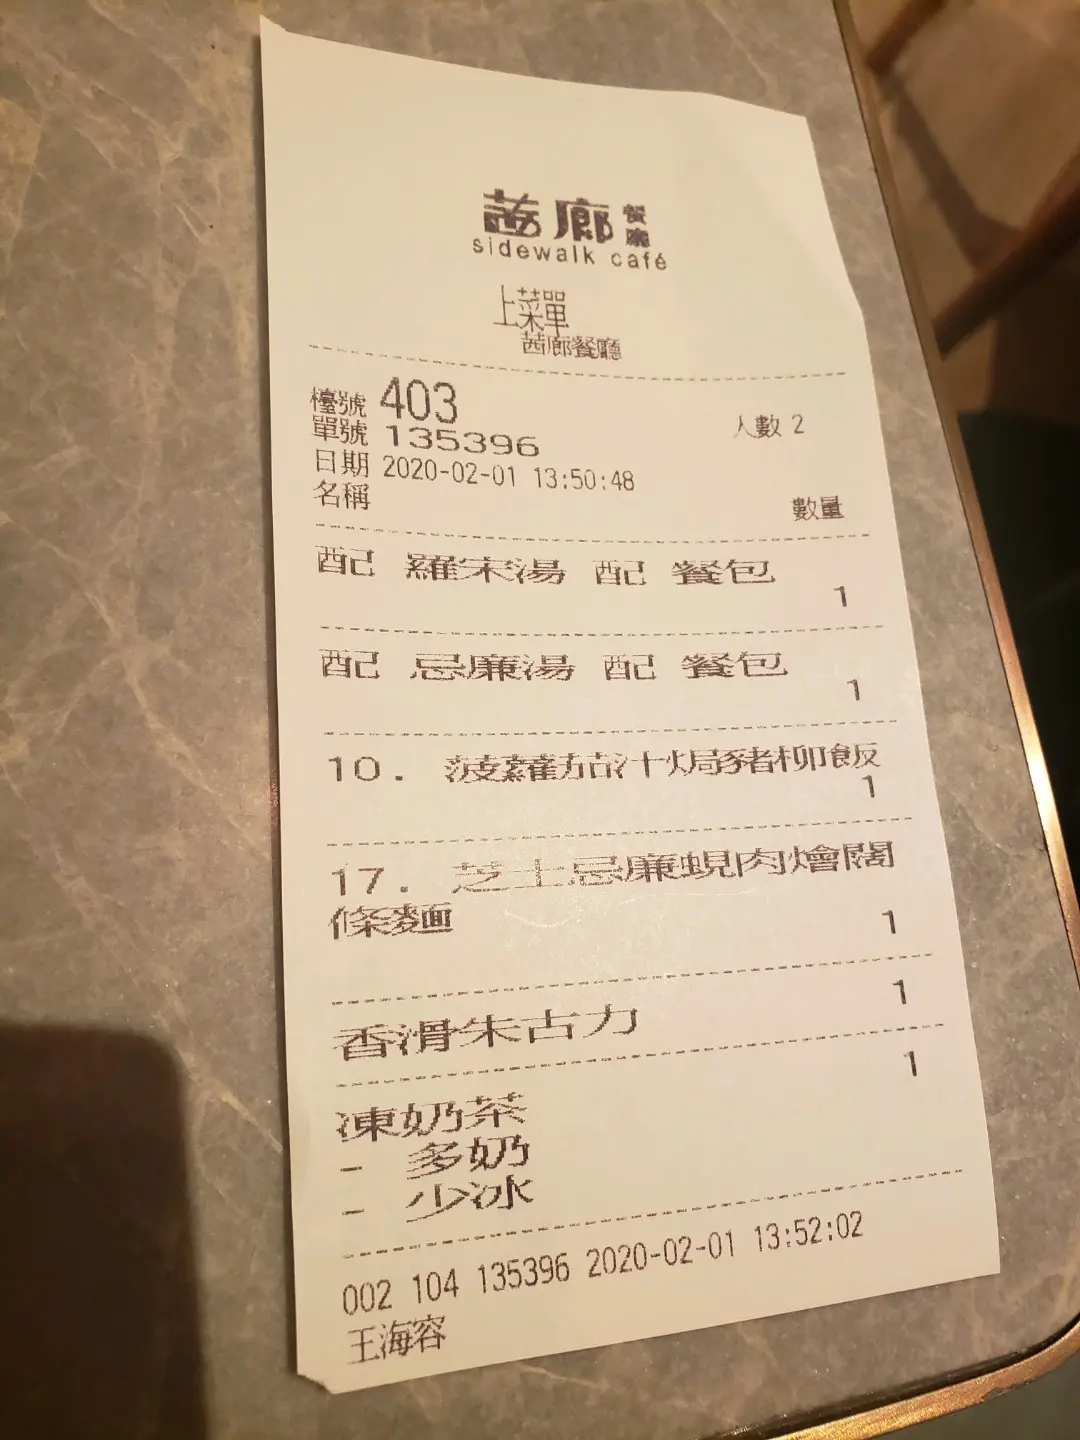 茜廊 餐廳
sidewalk café
上菜單
茜廊餐廳
檯號 403 人數 2
單號 135396
日期 2020-02-01 13:50:48
名稱 數量
配 羅宋湯 配 餐包
1
配 忌廉湯 配 餐包
1
10. 菠蘿茄汁焗豬柳飯
1
17. 芝士忌廉蜆肉燴闊
條麵
1
香滑朱古力 1
凍奶茶 1
- 多奶
- 少冰
002 104 135396 2020-02-01 13:52:02
王海容